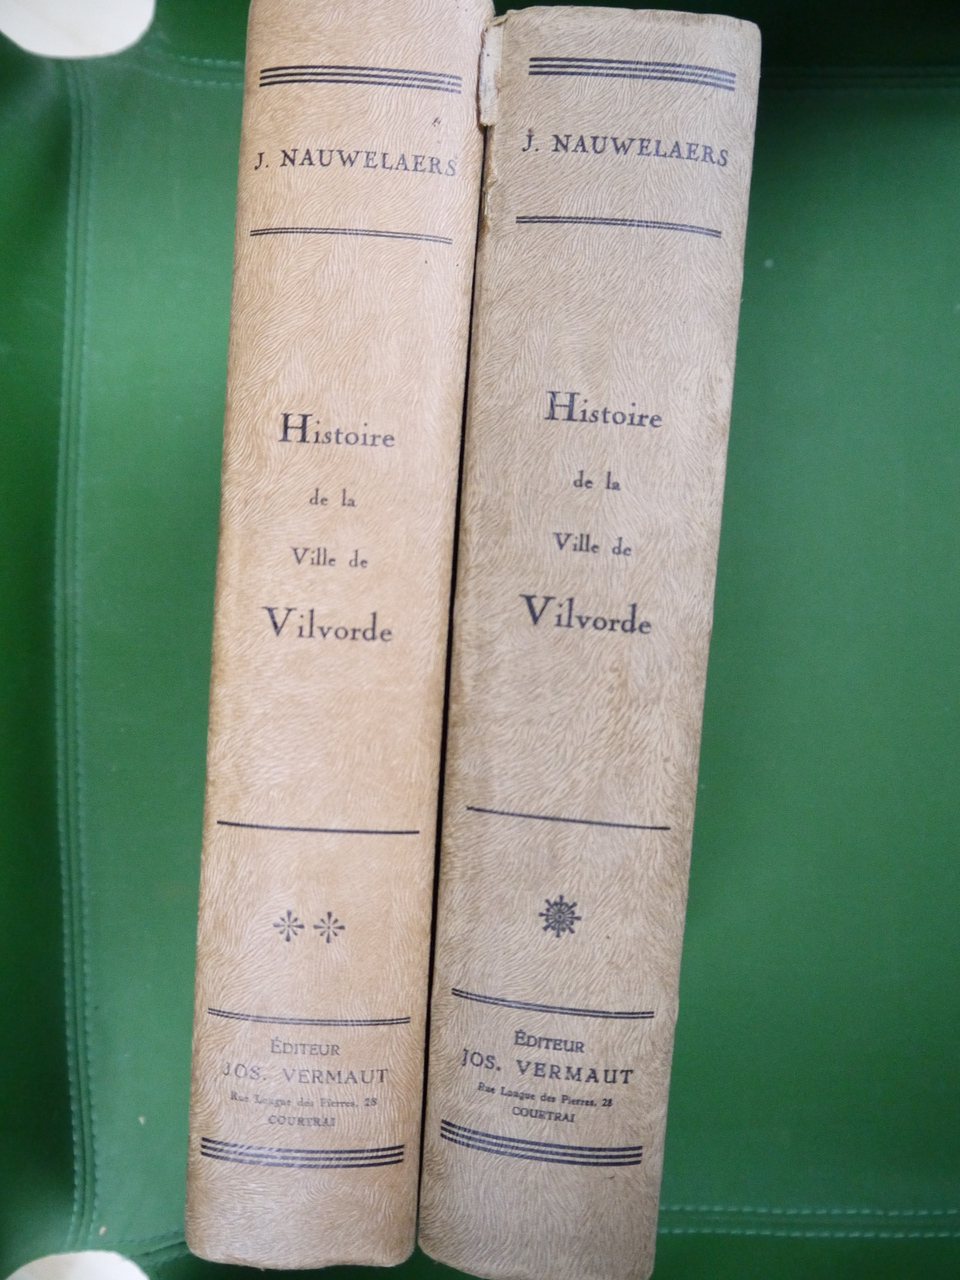 J. NAUWELAERS
Histoire
de la
Ville de
Vilvorde
ÉDITEUR
JOS. VERMAUT
Rue Longue des Pierres, 28
COURTRAI
J. NAUWELAERS
Histoire
de la
Ville de
Vilvorde
ÉDITEUR
JOS. VERMAUT
Rue Longue des Pierres, 28
COURTRAI